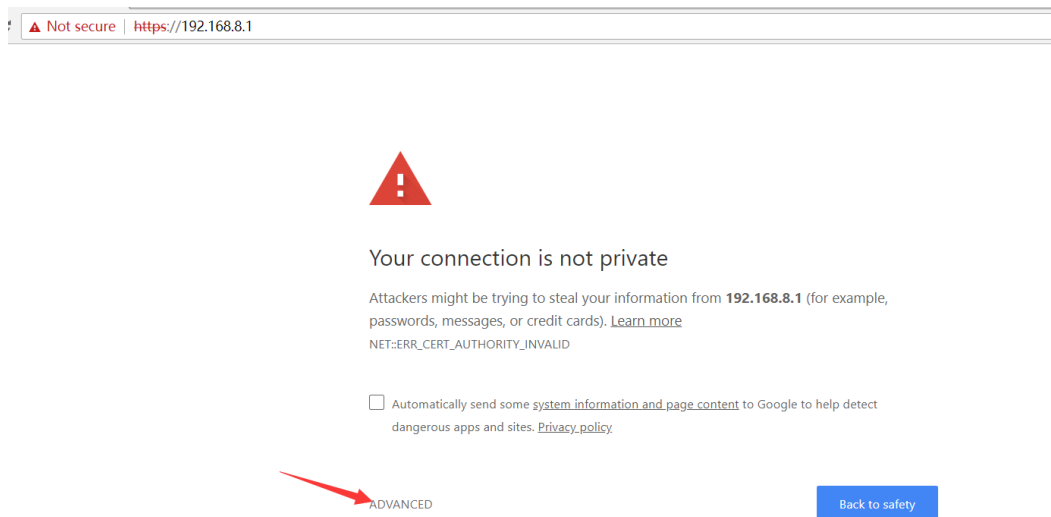 Not secure | https://192.168.8.1
!
Your connection is not private
Attackers might be trying to steal your information from 192.168.8.1 (for example,
passwords, messages, or credit cards). Learn more
NET::ERR_CERT_AUTHORITY_INVALID
Automatically send some system information and page content to Google to help detect
dangerous apps and sites. Privacy policy
ADVANCED
Back to safety